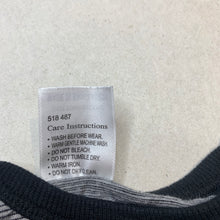 518 487
Care Instructions
• WASH BEFORE WEAR.
• WARM GENTLE MACHINE WASH.
• DO NOT BLEACH.
• DO NOT TUMBLE DRY.
• WARM IRON.
• DO NOT DRYCLEAN.